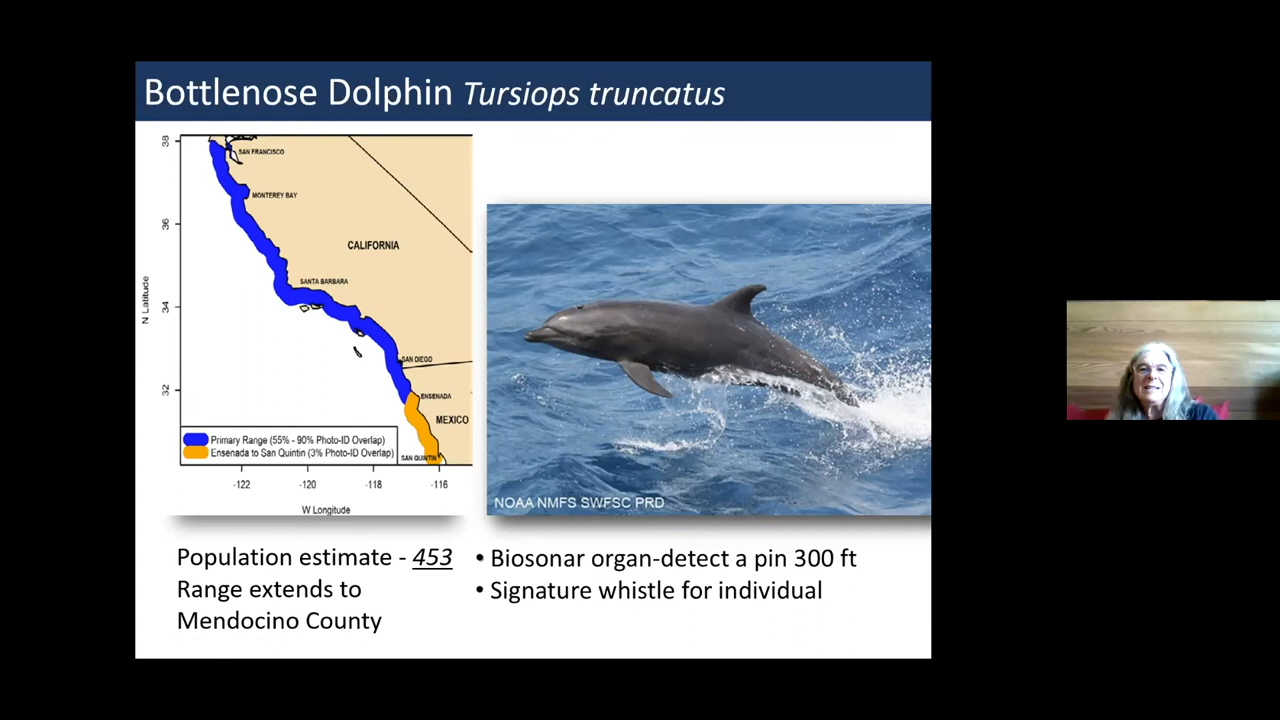 Bottlenose Dolphin Tursiops truncatus
38
SAN FRANCISCO
MONTEREY BAY
36
CALIFORNIA
SANTA BARBARA
N Latitude
34
SAN DIEGO
32
ENSENADA
MEXICO
Primary Range (55% - 90% Photo-ID Overlap)
Ensenada to San Quintin (3% Photo-ID Overlap)
SAN QUINTIN
-122 -120 -118 -116
W Longitude
NOAA NMFS SWFSC PRD
Population estimate - 453
Range extends to
Mendocino County
• Biosonar organ-detect a pin 300 ft
• Signature whistle for individual